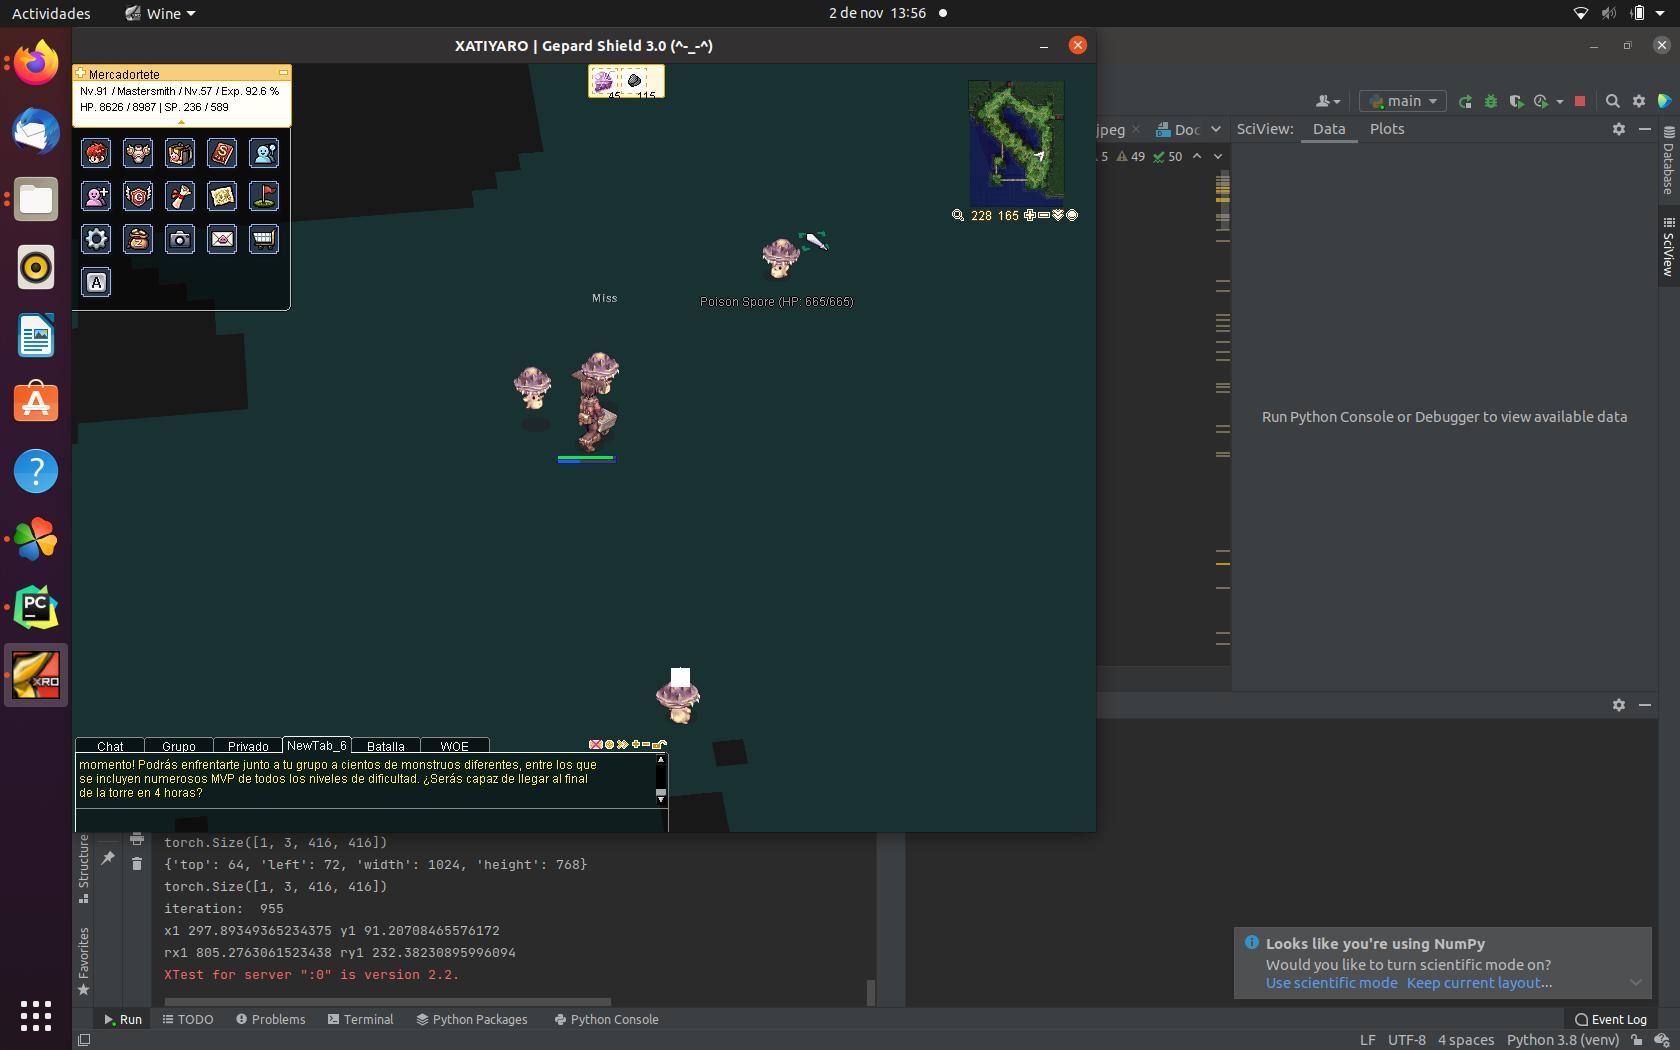 Actividades
Wine
2 de nov 13:56
XATIYARO | Gepard Shield 3.0 (^-_-^)
Mercadortete
Nv.91 / Mastersmith / Nv.57 / Exp. 92.6 %
HP. 8626 / 8987 | SP. 236 / 589
45 115
228 165
Miss
Poison Spore (HP: 665/665)
Chat Grupo Privado NewTab_6 Batalla WOE
momento! Podrás enfrentarte junto a tu grupo a cientos de monstruos diferentes, entre los que
se incluyen numerosos MVP de todos los niveles de dificultad. ¿Serás capaz de llegar al final
de la torre en 4 horas?
main
jpeg Doc
SciView: Data Plots
5 49 50
Database
SciView
Run Python Console or Debugger to view available data
PC
XRO
A
G
Structure
Favorites
torch.Size([1, 3, 416, 416])
{'top': 64, 'left': 72, 'width': 1024, 'height': 768}
torch.Size([1, 3, 416, 416])
iteration:  955
x1 297.89349365234375 y1 91.20708465576172
rx1 805.2763061523438 ry1 232.38230895996094
XTest for server ":0" is version 2.2.
Looks like you're using NumPy
Would you like to turn scientific mode on?
Use scientific mode Keep current layout...
Run TODO Problems Terminal Python Packages Python Console Event Log
LF UTF-8 4 spaces Python 3.8 (venv)